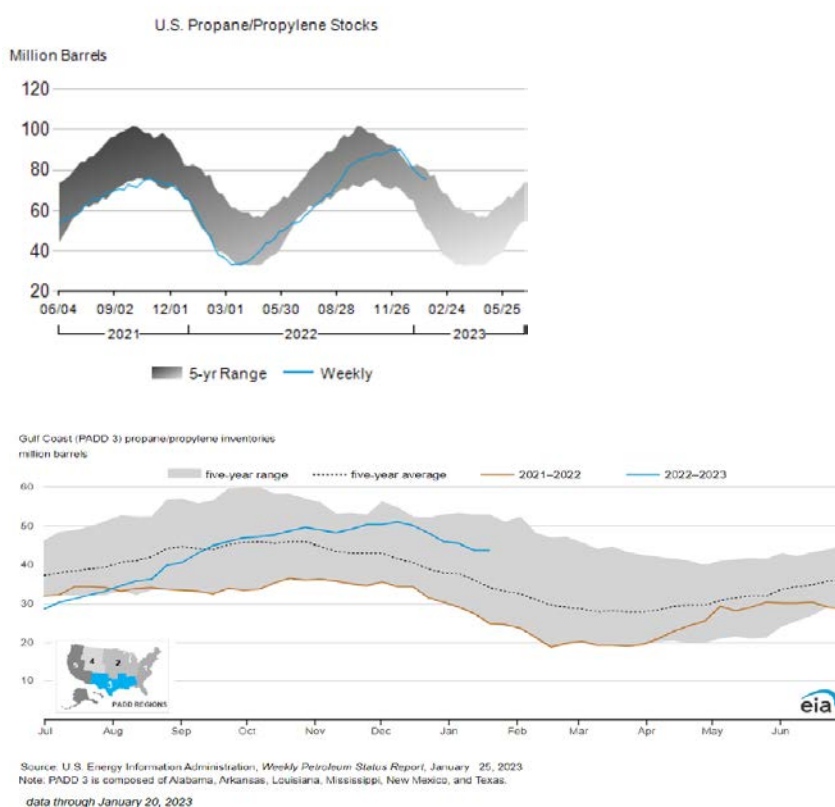 U.S. Propane/Propylene Stocks
Million Barrels
120
100
80
60
40
20
06/04 09/02 12/01 03/01 05/30 08/28 11/26 02/24 05/25
2021 2022 2023
5-yr Range Weekly
Gulf Coast (PADD 3) propane/propylene inventories
million barrels
five-year range five-year average 2021–2022 2022–2023
60
50
40
30
20
10
5 4 2 3
PADD REGIONS
eia
Jul Aug Sep Oct Nov Dec Jan Feb Mar Apr May Jun
Source: U.S. Energy Information Administration, Weekly Petroleum Status Report, January 25, 2023
Note: PADD 3 is composed of Alabama, Arkansas, Louisiana, Mississippi, New Mexico, and Texas.
data through January 20, 2023